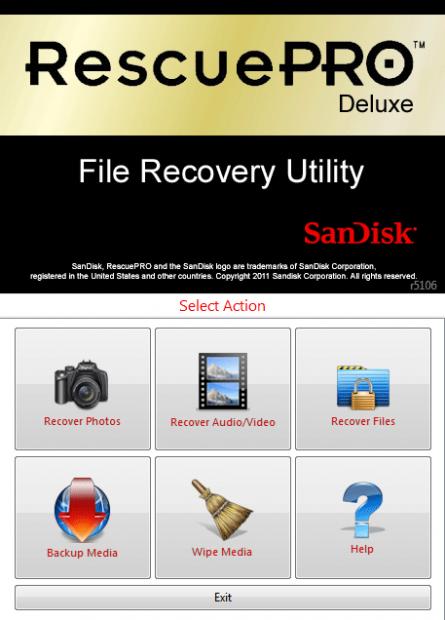 RescuePRO™
Deluxe
File Recovery Utility
SanDisk
SanDisk, RescuePRO and the SanDisk logo are trademarks of SanDisk Corporation,
registered in the United States and other countries. Copyright 2011 Sandisk Corporation. All rights reserved.
r5106
Select Action
Recover Photos
Recover Audio/Video
Recover Files
Backup Media
Wipe Media
Help
Exit